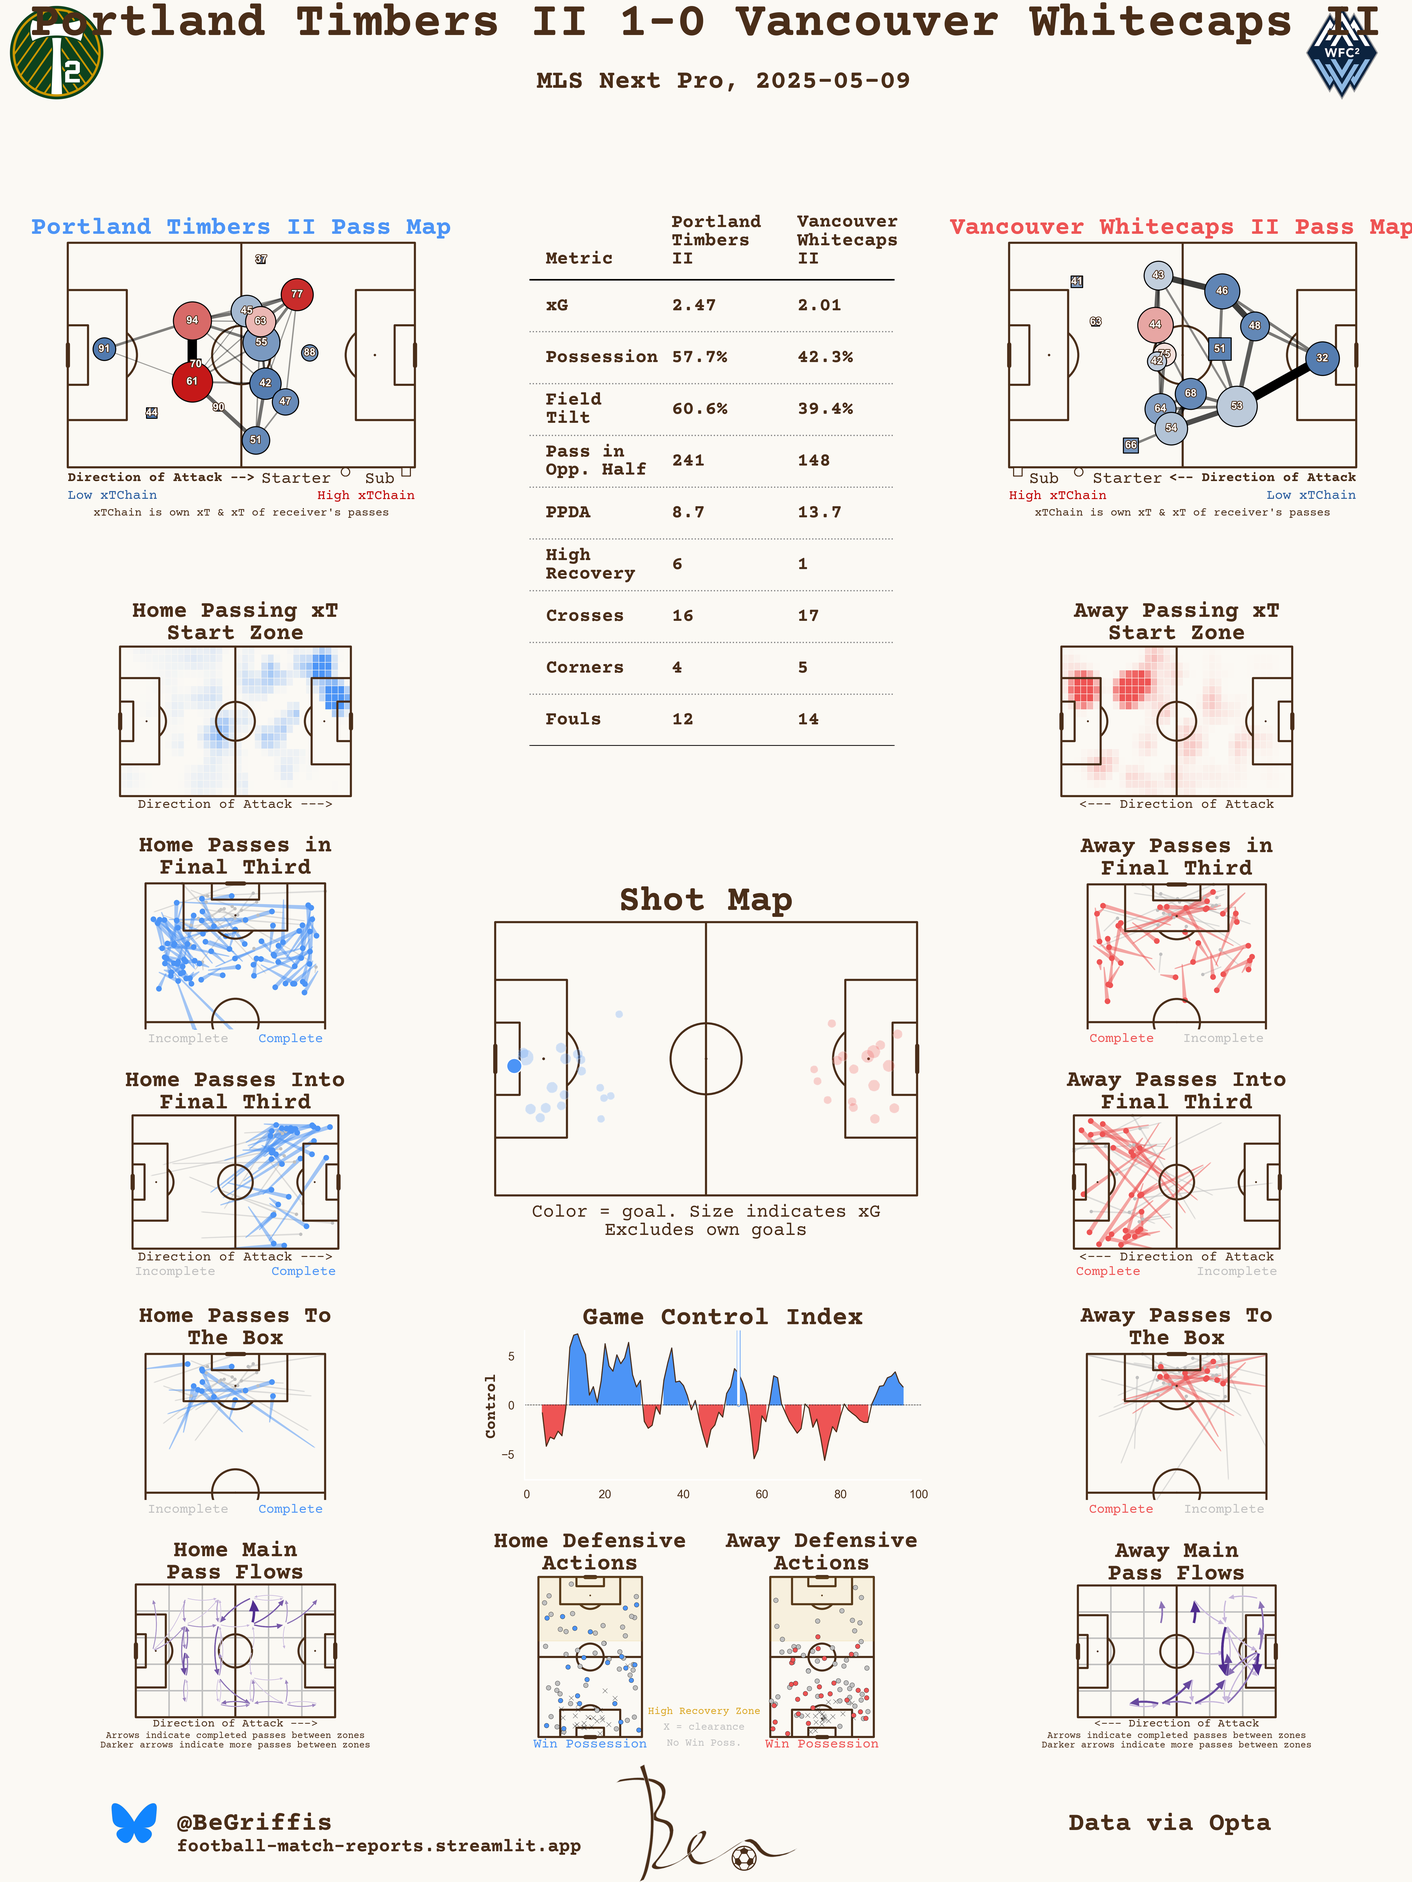 Portland Timbers II 1-0 Vancouver Whitecaps II
2
WFC2
MLS Next Pro, 2025-05-09
Portland Timbers II Pass Map
37
77
45
94
63
55
91
88
70
61
42
47
90
44
51
Direction of Attack --> Starter Sub
Low xTChain High xTChain
xTChain is own xT & xT of receiver's passes
Metric Portland Timbers II Vancouver Whitecaps II
xG 2.47 2.01
Possession 57.7% 42.3%
Field Tilt 60.6% 39.4%
Pass in Opp. Half 241 148
PPDA 8.7 13.7
High Recovery 6 1
Crosses 16 17
Corners 4 5
Fouls 12 14
Vancouver Whitecaps II Pass Map
43
41
46
63
44
48
51
75
42
32
68
64
53
54
66
Sub Starter <-- Direction of Attack
High xTChain Low xTChain
xTChain is own xT & xT of receiver's passes
Home Passing xT
Start Zone
Direction of Attack --->
Away Passing xT
Start Zone
<--- Direction of Attack
Home Passes in
Final Third
Incomplete Complete
Away Passes in
Final Third
Complete Incomplete
Shot Map
Color = goal. Size indicates xG
Excludes own goals
Home Passes Into
Final Third
Direction of Attack --->
Incomplete Complete
Away Passes Into
Final Third
<--- Direction of Attack
Complete Incomplete
Home Passes To
The Box
Incomplete Complete
Game Control Index
Control
5
0
−5
0 20 40 60 80 100
Away Passes To
The Box
Complete Incomplete
Home Main
Pass Flows
Direction of Attack --->
Arrows indicate completed passes between zones
Darker arrows indicate more passes between zones
Home Defensive
Actions
Win Possession
High Recovery Zone
X = clearance
No Win Poss.
Away Defensive
Actions
Win Possession
Away Main
Pass Flows
<--- Direction of Attack
Arrows indicate completed passes between zones
Darker arrows indicate more passes between zones
@BeGriffis
football-match-reports.streamlit.app
Ben
Data via Opta